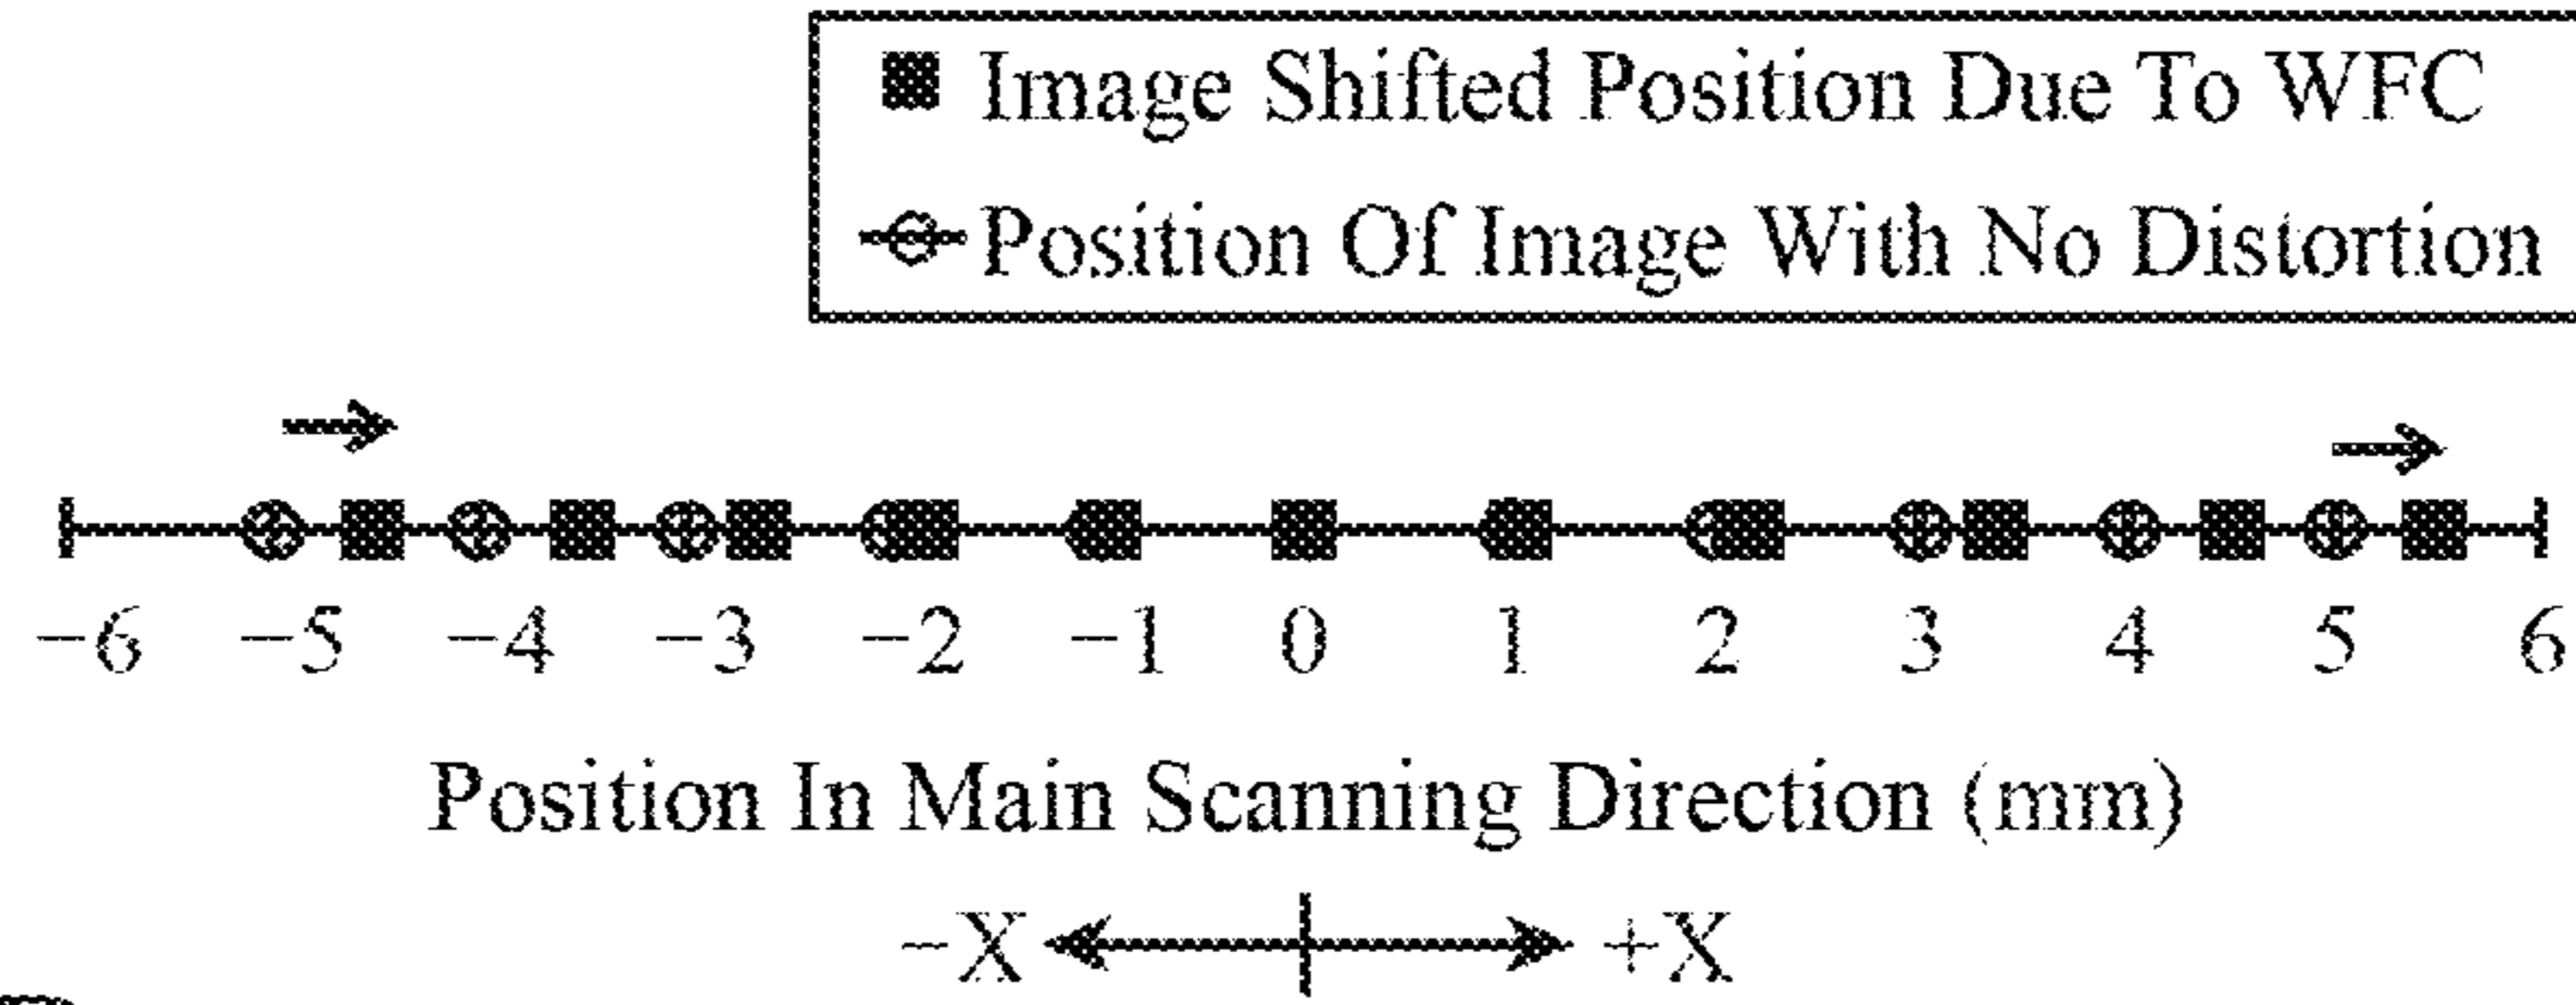 Image Shifted Position Due To WFC
Position Of Image With No Distortion
−6 −5 −4 −3 −2 −1 0 1 2 3 4 5 6
Position In Main Scanning Direction (mm)
−X +X